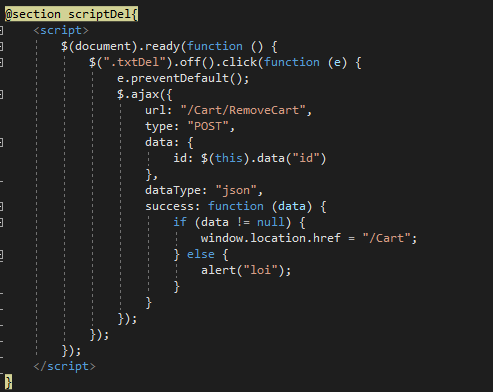 @section scriptDel{
<script>
$(document).ready(function () {
$(".txtDel").off().click(function (e) {
e.preventDefault();
$.ajax({
url: "/Cart/RemoveCart",
type: "POST",
data: {
id: $(this).data("id")
},
dataType: "json",
success: function (data) {
if (data != null) {
window.location.href = "/Cart";
} else {
alert("loi");
}
}
});
});
});
</script>
}